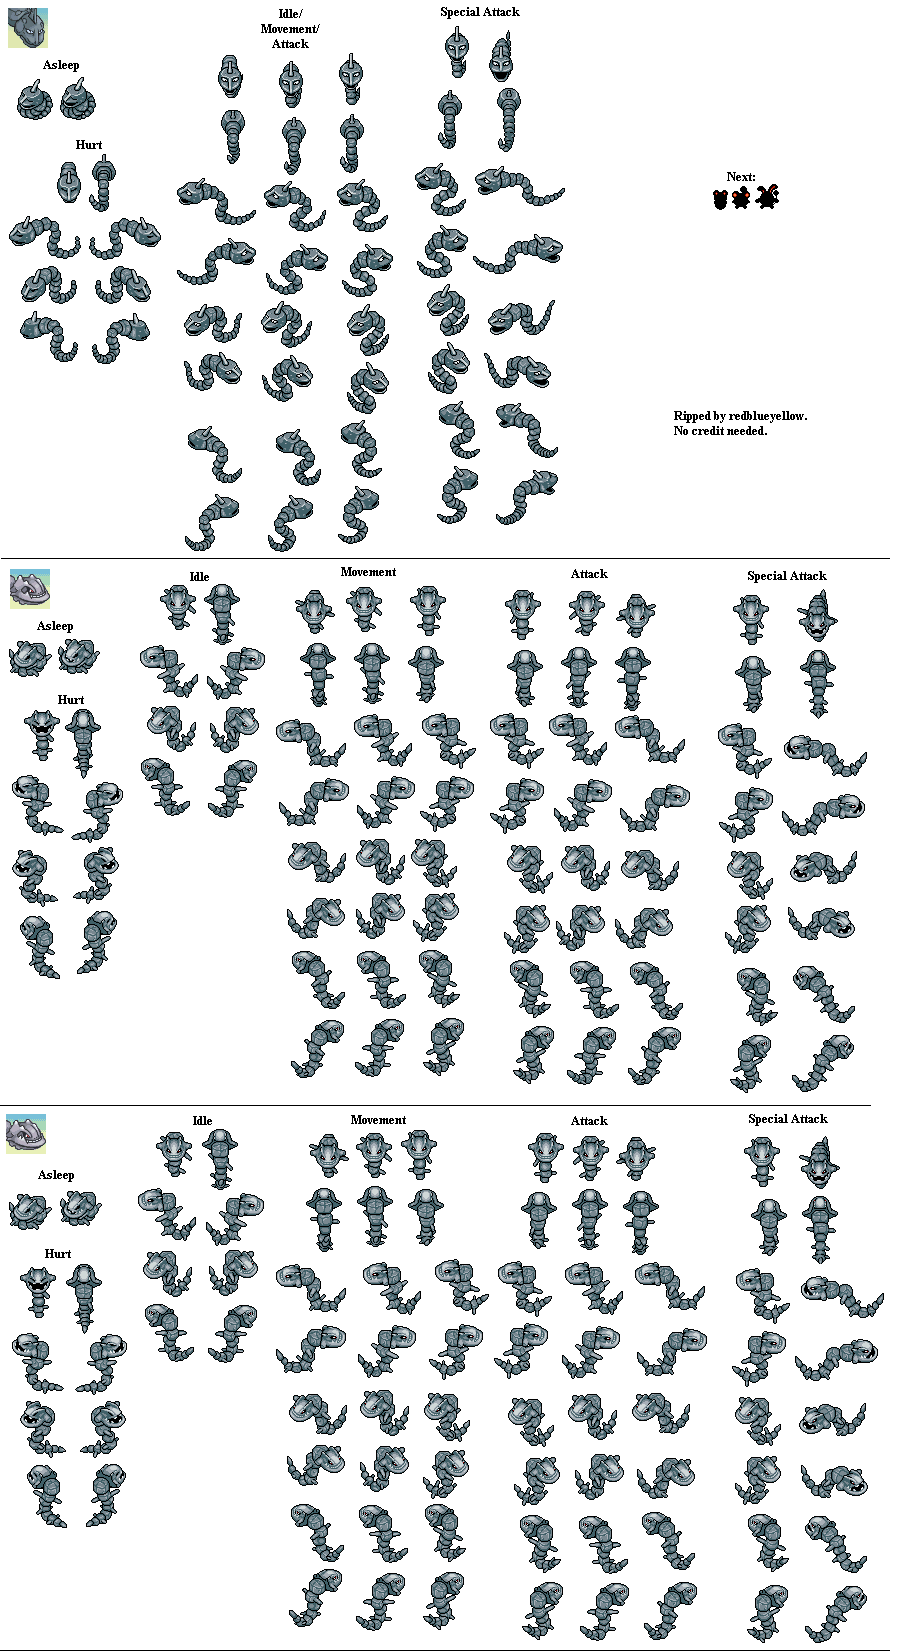 Idle/
Movement/
Attack
Special Attack
Asleep
Hurt
Next:
Ripped by redblueyellow.
No credit needed.
Idle
Movement
Attack
Special Attack
Asleep
Hurt
Idle
Movement
Attack
Special Attack
Asleep
Hurt